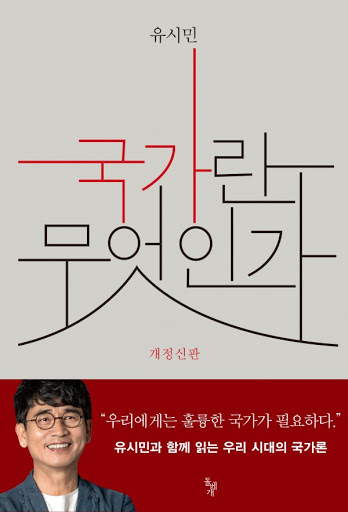 유시민
국가란
무엇인가
개정신판
“우리에게는 훌륭한 국가가 필요하다.”
유시민과 함께 읽는 우리 시대의 국가론
돌베개